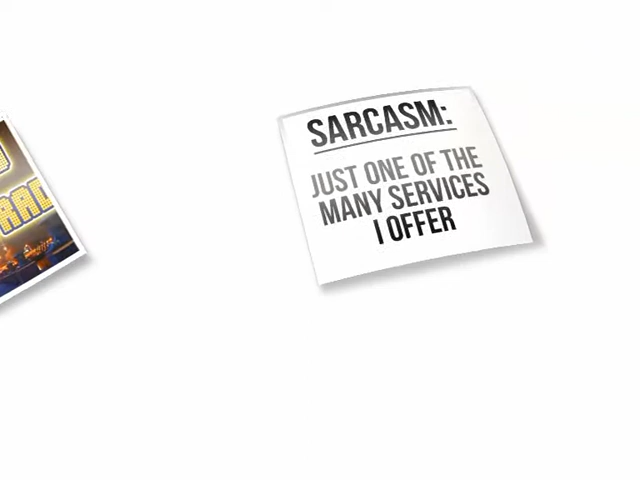 SARCASM:
JUST ONE OF THE
MANY SERVICES
I OFFER